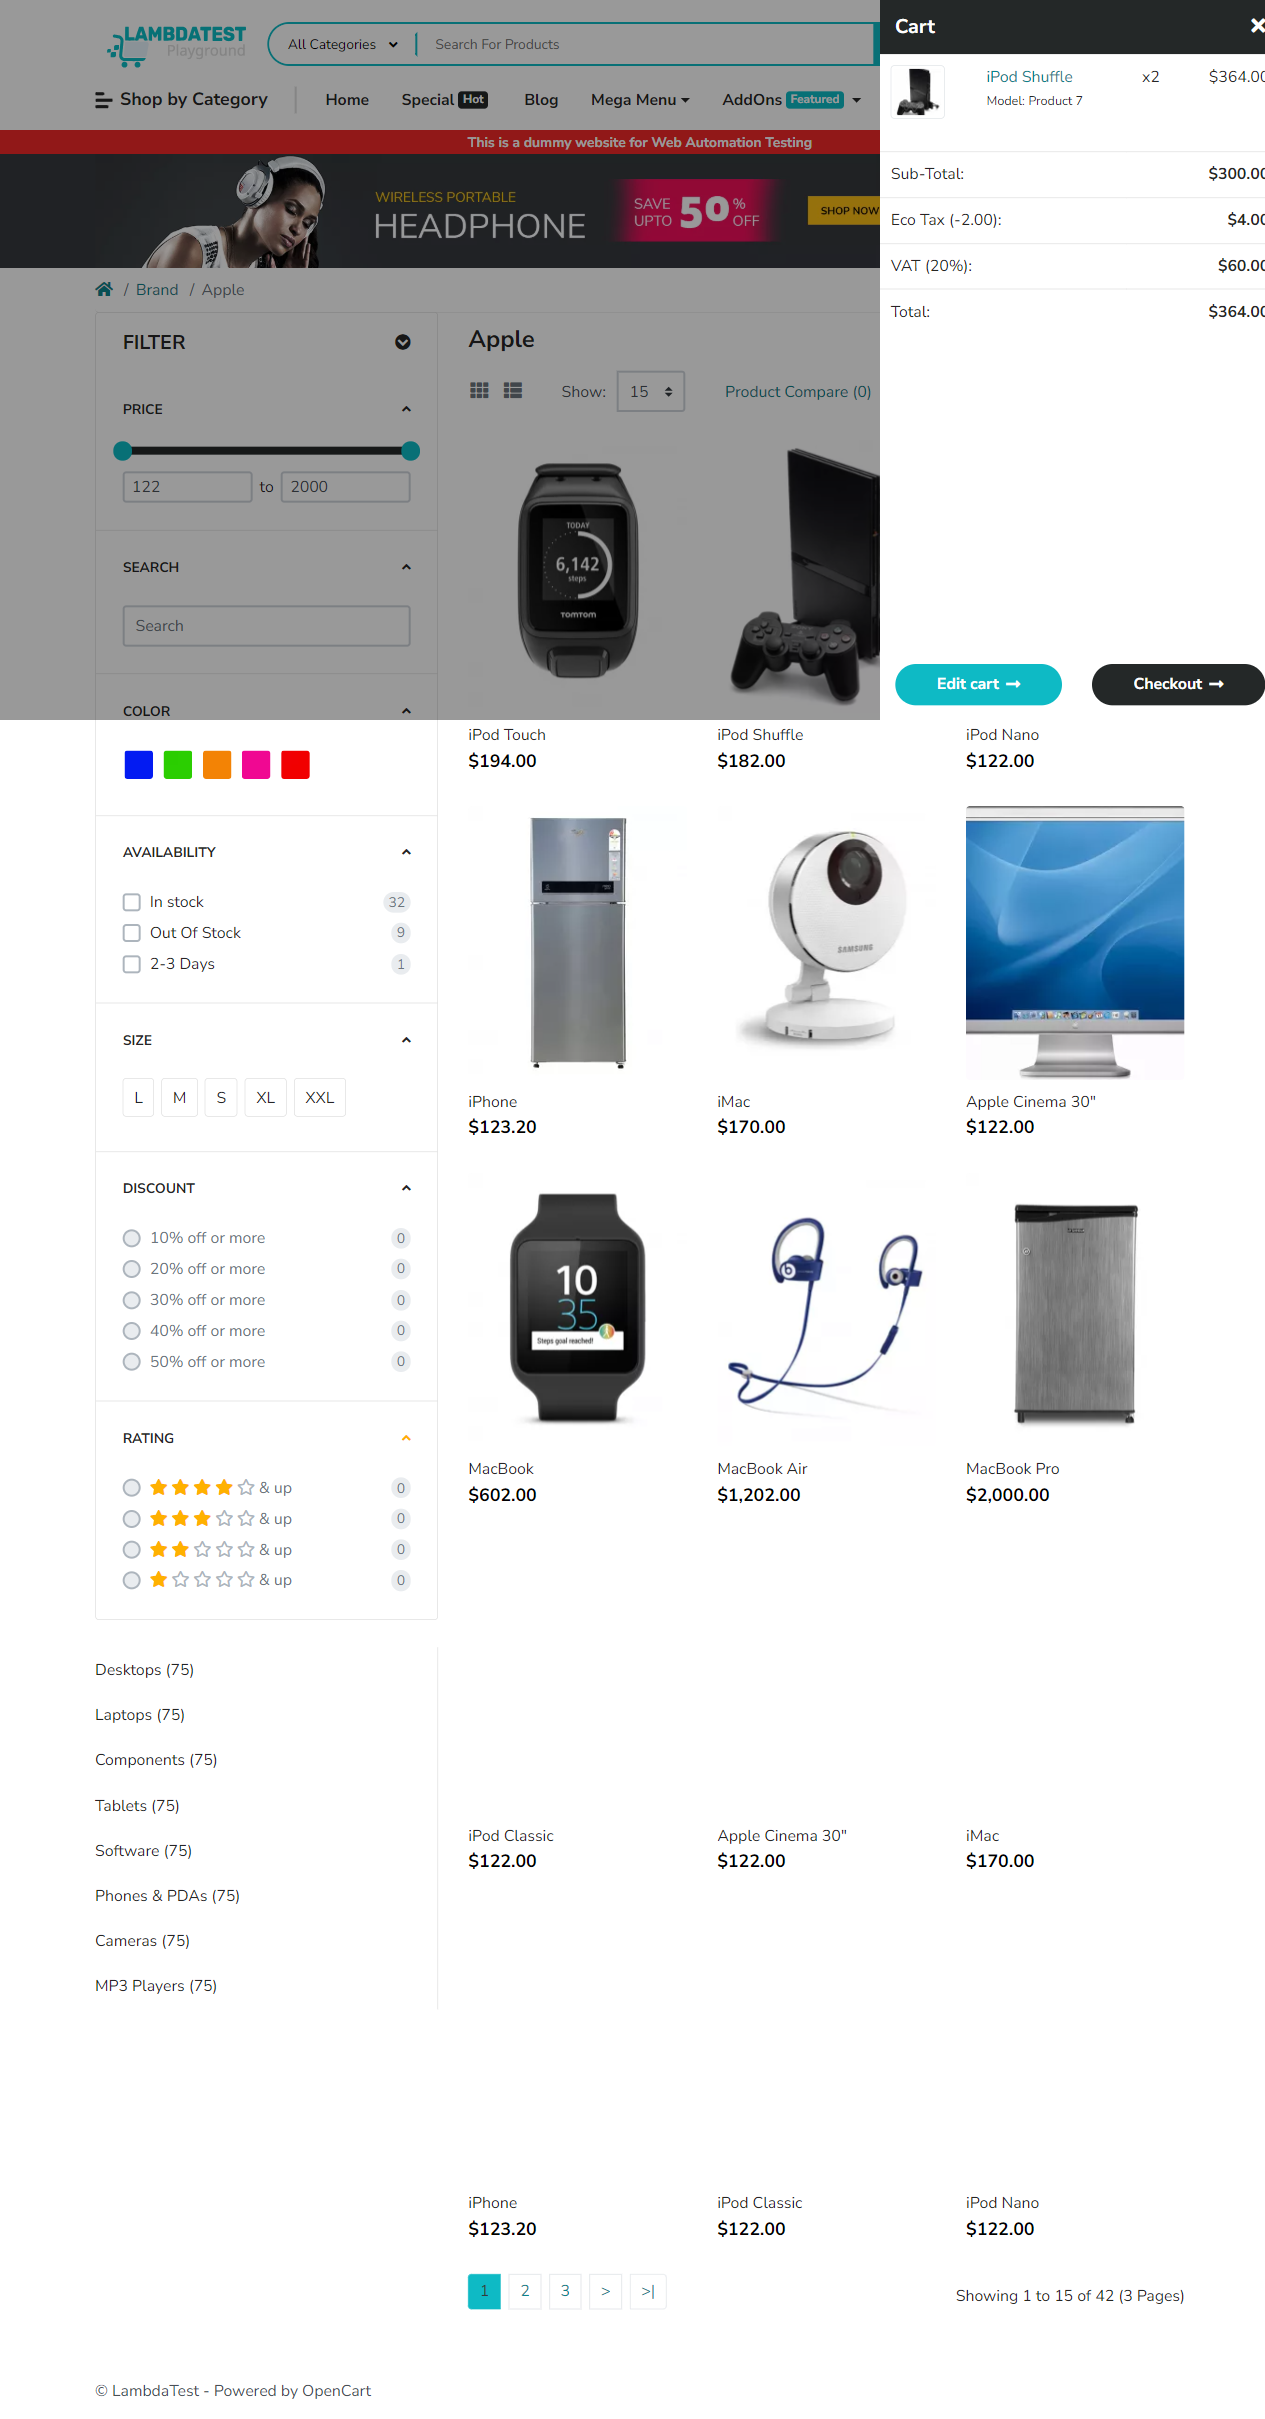 LAMBDATEST
Playground
All Categories
Search For Products
Shop by Category
Home
Special Hot
Blog
Mega Menu
AddOns Featured
This is a dummy website for Web Automation Testing
WIRELESS PORTABLE
HEADPHONE
SAVE UPTO 50% OFF
SHOP NOW
Cart
iPod Shuffle x2 $364.00
Model: Product 7
Sub-Total: $300.00
Eco Tax (-2.00): $4.00
VAT (20%): $60.00
Total: $364.00
Edit cart
Checkout
/ Brand / Apple
FILTER
PRICE
122 to 2000
SEARCH
Search
COLOR
AVAILABILITY
In stock 32
Out Of Stock 9
2-3 Days 1
SIZE
L M S XL XXL
DISCOUNT
10% off or more 0
20% off or more 0
30% off or more 0
40% off or more 0
50% off or more 0
RATING
& up 0
& up 0
& up 0
& up 0
Desktops (75)
Laptops (75)
Components (75)
Tablets (75)
Software (75)
Phones & PDAs (75)
Cameras (75)
MP3 Players (75)
Apple
Show: 15
Product Compare (0)
TODAY
6,142
steps
TOMTOM
iPod Touch
$194.00
iPod Shuffle
$182.00
iPod Nano
$122.00
SAMSUNG
iPhone
$123.20
iMac
$170.00
Apple Cinema 30"
$122.00
10
35
Steps goal reached!
MacBook
$602.00
MacBook Air
$1,202.00
MacBook Pro
$2,000.00
iPod Classic
$122.00
Apple Cinema 30"
$122.00
iMac
$170.00
iPhone
$123.20
iPod Classic
$122.00
iPod Nano
$122.00
1 2 3 > >|
Showing 1 to 15 of 42 (3 Pages)
© LambdaTest - Powered by OpenCart